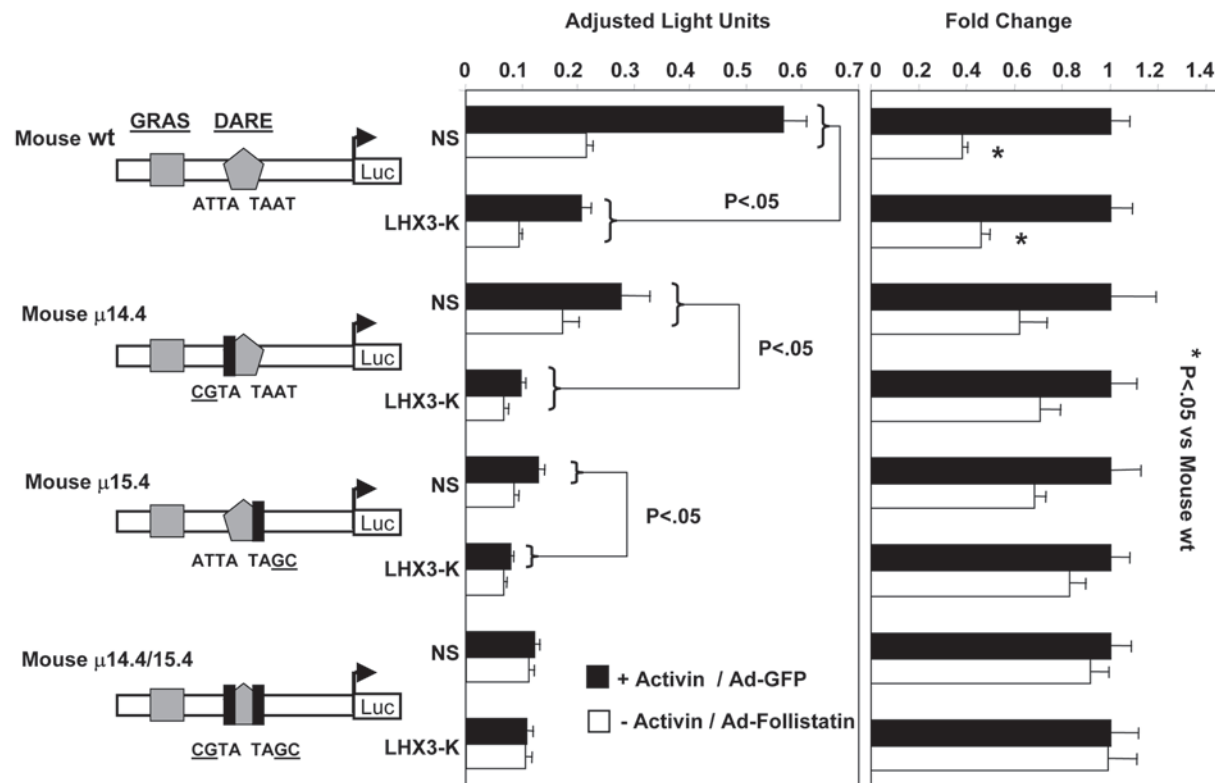 Adjusted Light Units
Fold Change
0 0.1 0.2 0.3 0.4 0.5 0.6 0.7
0 0.2 0.4 0.6 0.8 1 1.2 1.4
GRAS DARE
Mouse wt
Luc
ATTA TAAT
NS
LHX3-K
P<.05
*
*
Mouse µ14.4
Luc
CGTA TAAT
NS
LHX3-K
P<.05
Mouse µ15.4
Luc
ATTA TAGC
NS
LHX3-K
P<.05
Mouse µ14.4/15.4
Luc
CGTA TAGC
NS
LHX3-K
+ Activin / Ad-GFP
- Activin / Ad-Follistatin
* P<.05 vs Mouse wt